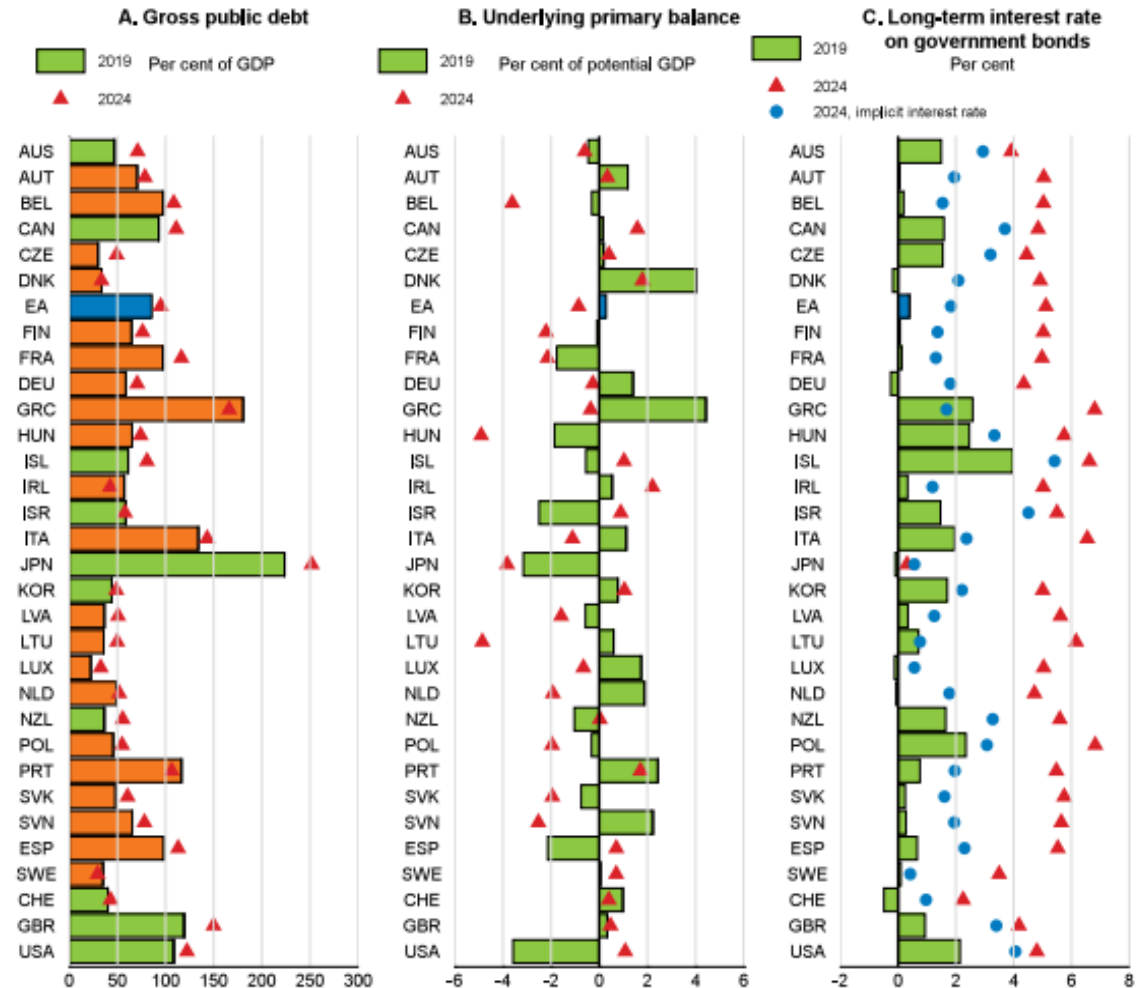 A. Gross public debt
2019 Per cent of GDP
2024
AUS
AUT
BEL
CAN
CZE
DNK
EA
FIN
FRA
DEU
GRC
HUN
ISL
IRL
ISR
ITA
JPN
KOR
LVA
LTU
LUX
NLD
NZL
POL
PRT
SVK
SVN
ESP
SWE
CHE
GBR
USA
0 50 100 150 200 250 300
B. Underlying primary balance
2019 Per cent of potential GDP
2024
AUS
AUT
BEL
CAN
CZE
DNK
EA
FIN
FRA
DEU
GRC
HUN
ISL
IRL
ISR
ITA
JPN
KOR
LVA
LTU
LUX
NLD
NZL
POL
PRT
SVK
SVN
ESP
SWE
CHE
GBR
USA
-6 -4 -2 0 2 4 6
C. Long-term interest rate
on government bonds
2019 Per cent
2024
2024, implicit interest rate
AUS
AUT
BEL
CAN
CZE
DNK
EA
FIN
FRA
DEU
GRC
HUN
ISL
IRL
ISR
ITA
JPN
KOR
LVA
LTU
LUX
NLD
NZL
POL
PRT
SVK
SVN
ESP
SWE
CHE
GBR
USA
-2 0 2 4 6 8